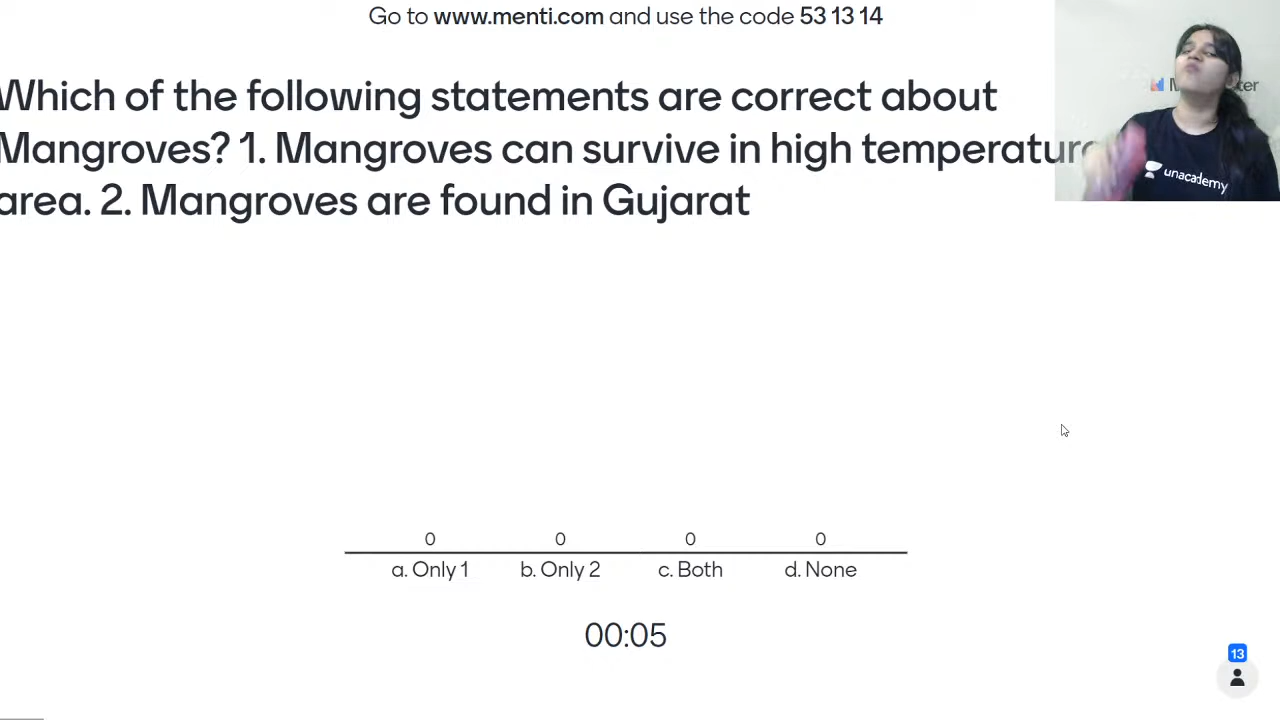 Go to www.menti.com and use the code 53 13 14
Which of the following statements are correct about
Mangroves? 1. Mangroves can survive in high temperature
area. 2. Mangroves are found in Gujarat
unacademy
0 0 0 0
a. Only 1 b. Only 2 c. Both d. None
00:05
13